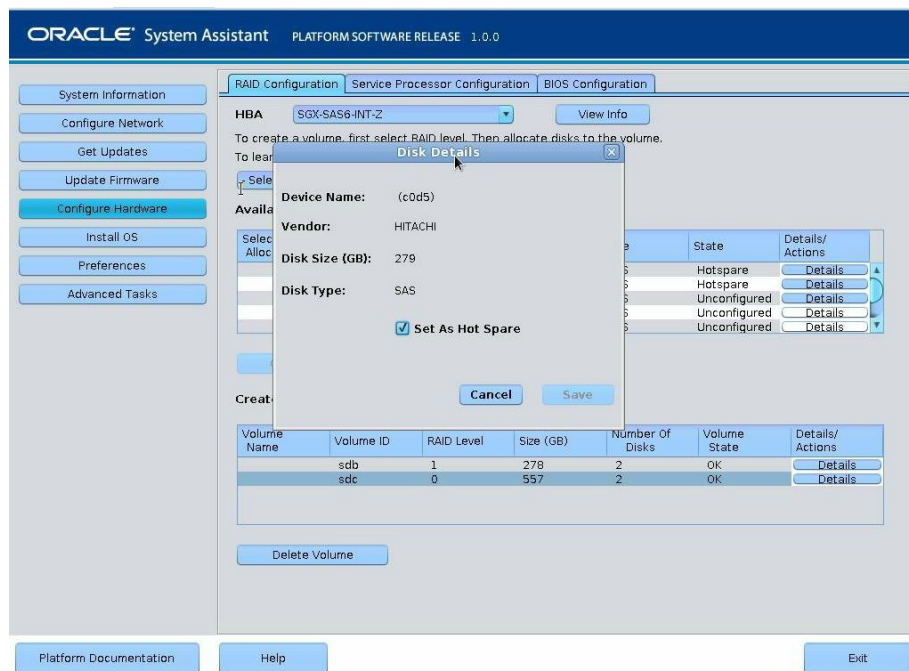 ORACLE System Assistant PLATFORM SOFTWARE RELEASE 1.0.0
System Information
Configure Network
Get Updates
Update Firmware
Configure Hardware
Install OS
Preferences
Advanced Tasks
RAID Configuration Service Processor Configuration BIOS Configuration
HBA SGX-SAS6-INT-Z View Info
To create a volume, first select RAID level. Then allocate disks to the volume.
Disk Details
Device Name: (c0d5)
Vendor: HITACHI
Disk Size (GB): 279
Disk Type: SAS
Set As Hot Spare
Cancel Save
State Details/
Actions
Hotspare Details
Hotspare Details
Unconfigured Details
Unconfigured Details
Unconfigured Details
Volume Name Volume ID RAID Level Size (GB) Number Of Disks Volume State Details/ Actions
sdb 1 278 2 OK Details
sdc 0 557 2 OK Details
Delete Volume
Platform Documentation Help Exit